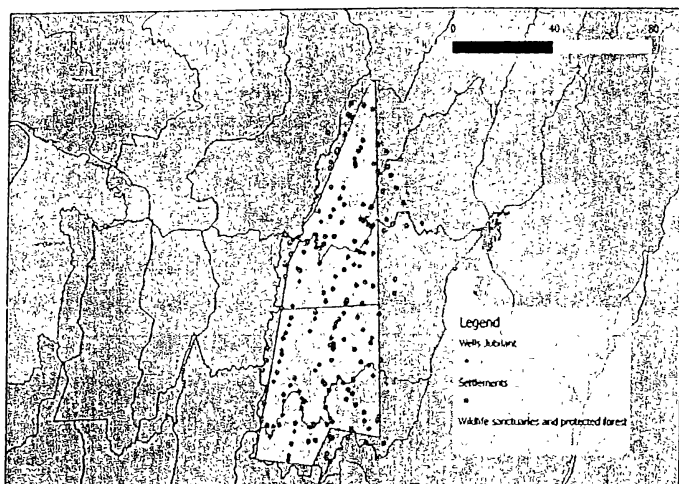 0 40 80
Legend
Wells Jubilant
Settlements
Wildlife sanctuaries and protected forest